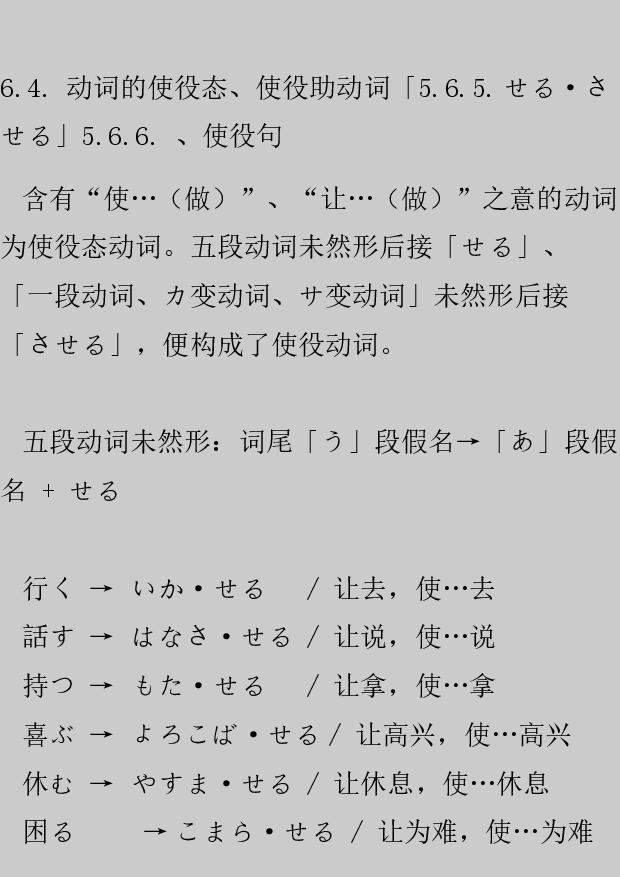 6.4. 动词的使役态、使役助动词「5.6.5. せる・さ
せる」5.6.6. 、使役句
含有“使…（做）”、“让…（做）”之意的动词
为使役态动词。五段动词未然形后接「せる」、
「一段动词、カ变动词、サ变动词」未然形后接
「させる」，便构成了使役动词。
五段动词未然形：词尾「う」段假名→「あ」段假
名 + せる
行く → いか・せる / 让去，使…去
話す → はなさ・せる / 让说，使…说
持つ → もた・せる / 让拿，使…拿
喜ぶ → よろこば・せる / 让高兴，使…高兴
休む → やすま・せる / 让休息，使…休息
困る → こまら・せる / 让为难，使…为难